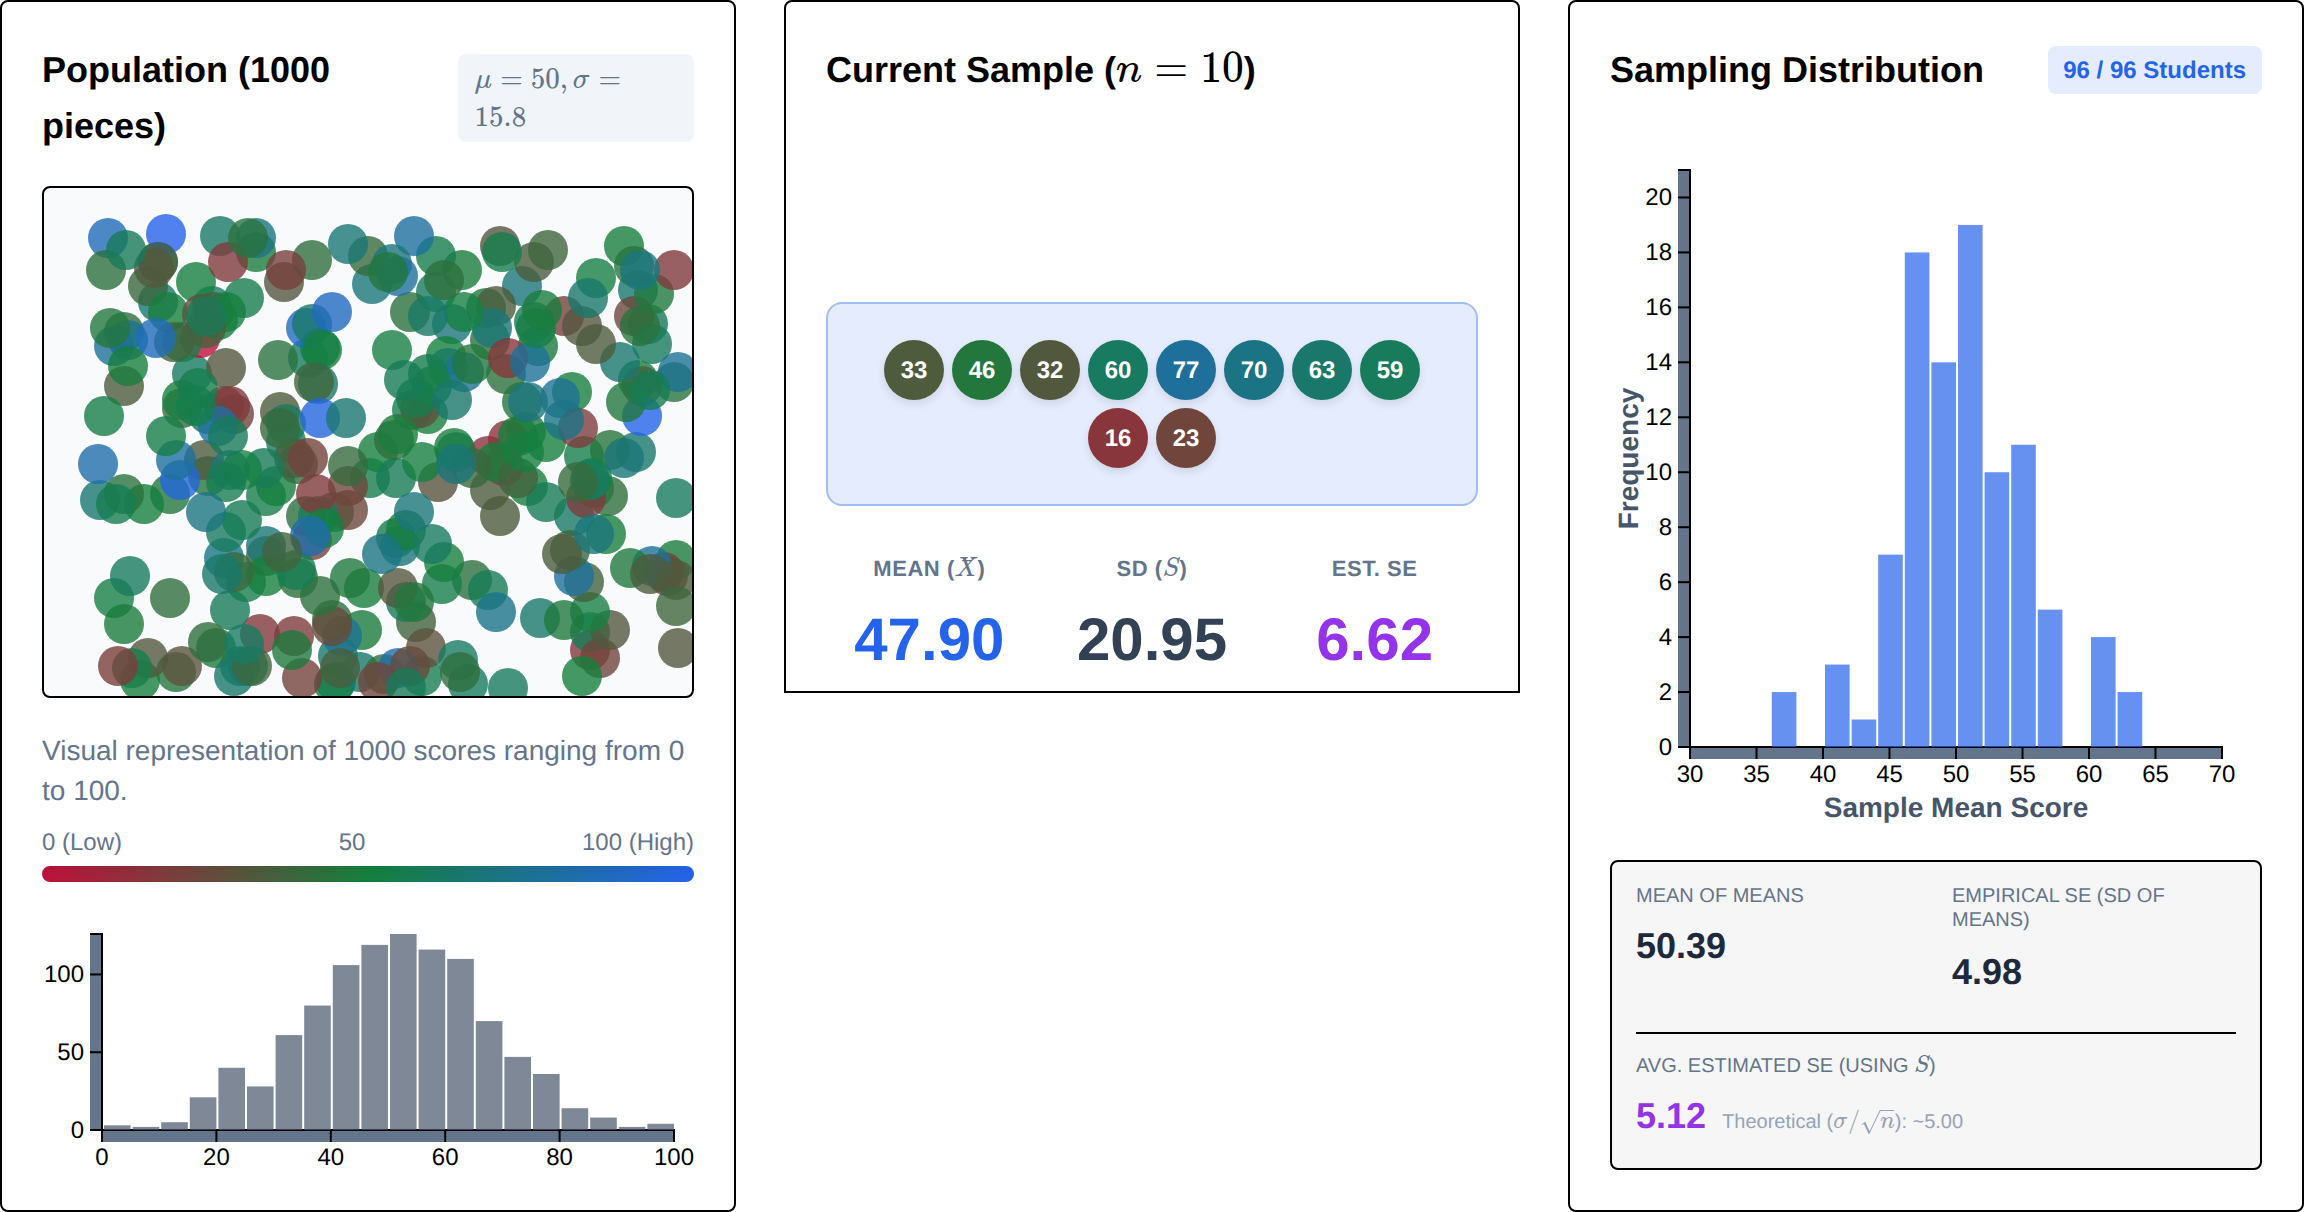 Population (1000
pieces)
μ = 50, σ =
15.8
Visual representation of 1000 scores ranging from 0
to 100.
0 (Low) 50 100 (High)
100
50
0
0 20 40 60 80 100
Current Sample (n = 10)
33 46 32 60 77 70 63 59
16 23
MEAN (X̄) SD (S) EST. SE
47.90 20.95 6.62
Sampling Distribution 96 / 96 Students
Frequency
20
18
16
14
12
10
8
6
4
2
0
30 35 40 45 50 55 60 65 70
Sample Mean Score
MEAN OF MEANS
50.39
EMPIRICAL SE (SD OF
MEANS)
4.98
AVG. ESTIMATED SE (USING S)
5.12 Theoretical (σ/√n): ~5.00